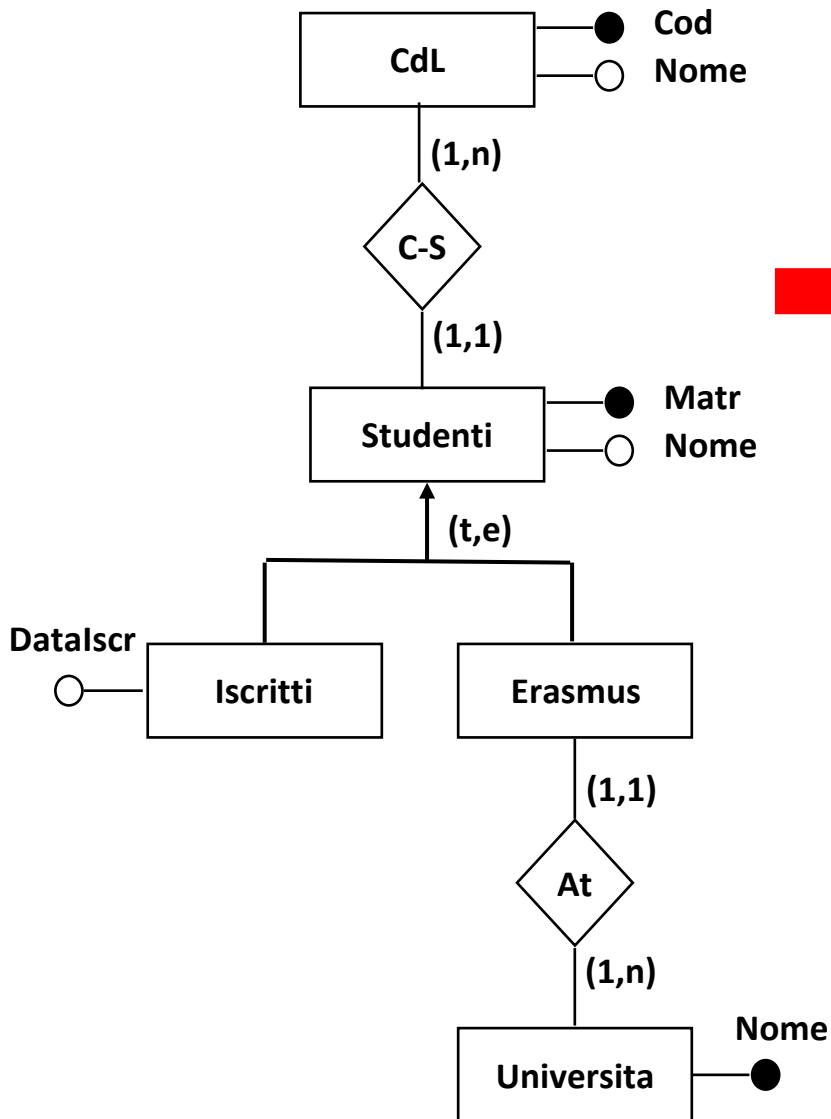 Cod
CdL
Nome
(1,n)
C-S
(1,1)
Matr
Studenti
Nome
(t,e)
DataIscr
Iscritti
Erasmus
(1,1)
At
(1,n)
Nome
Universita